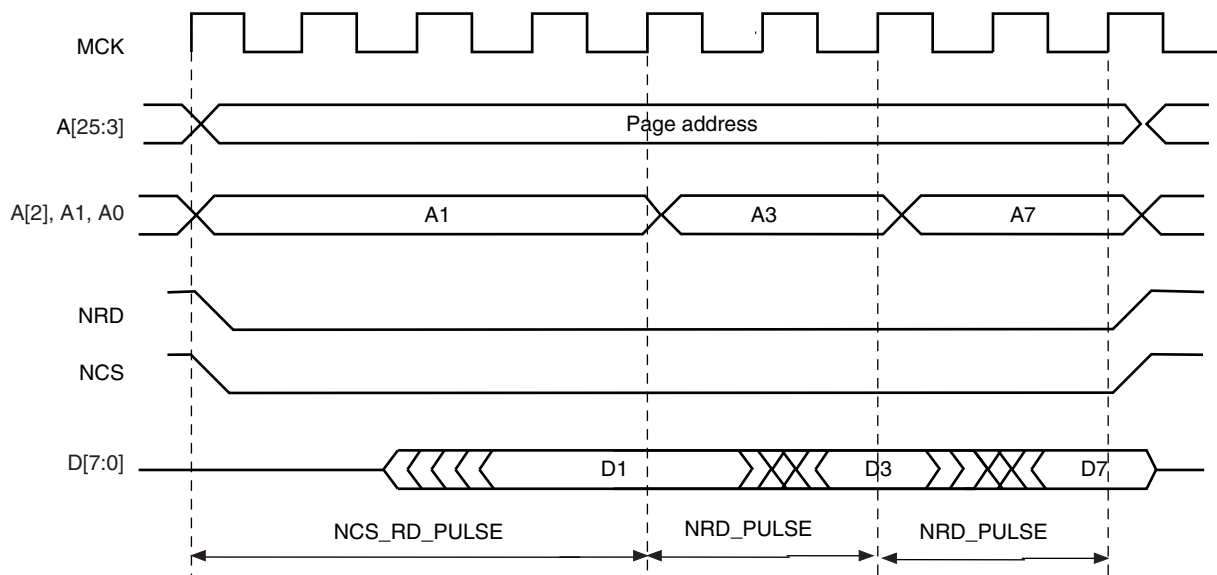 MCK
A[25:3]
Page address
A[2], A1, A0
A1
A3
A7
NRD
NCS
D[7:0]
D1
D3
D7
NCS_RD_PULSE
NRD_PULSE
NRD_PULSE